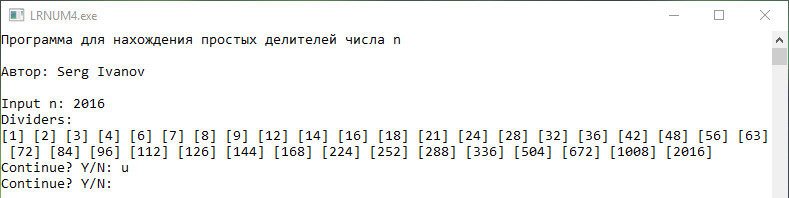 LRNUM4.exe
Программа для нахождения простых делителей числа n
Автор: Serg Ivanov
Input n: 2016
Dividers:
[1] [2] [3] [4] [6] [7] [8] [9] [12] [14] [16] [18] [21] [24] [28] [32] [36] [42] [48] [56] [63]
[72] [84] [96] [112] [126] [144] [168] [224] [252] [288] [336] [504] [672] [1008] [2016]
Continue? Y/N: u
Continue? Y/N: